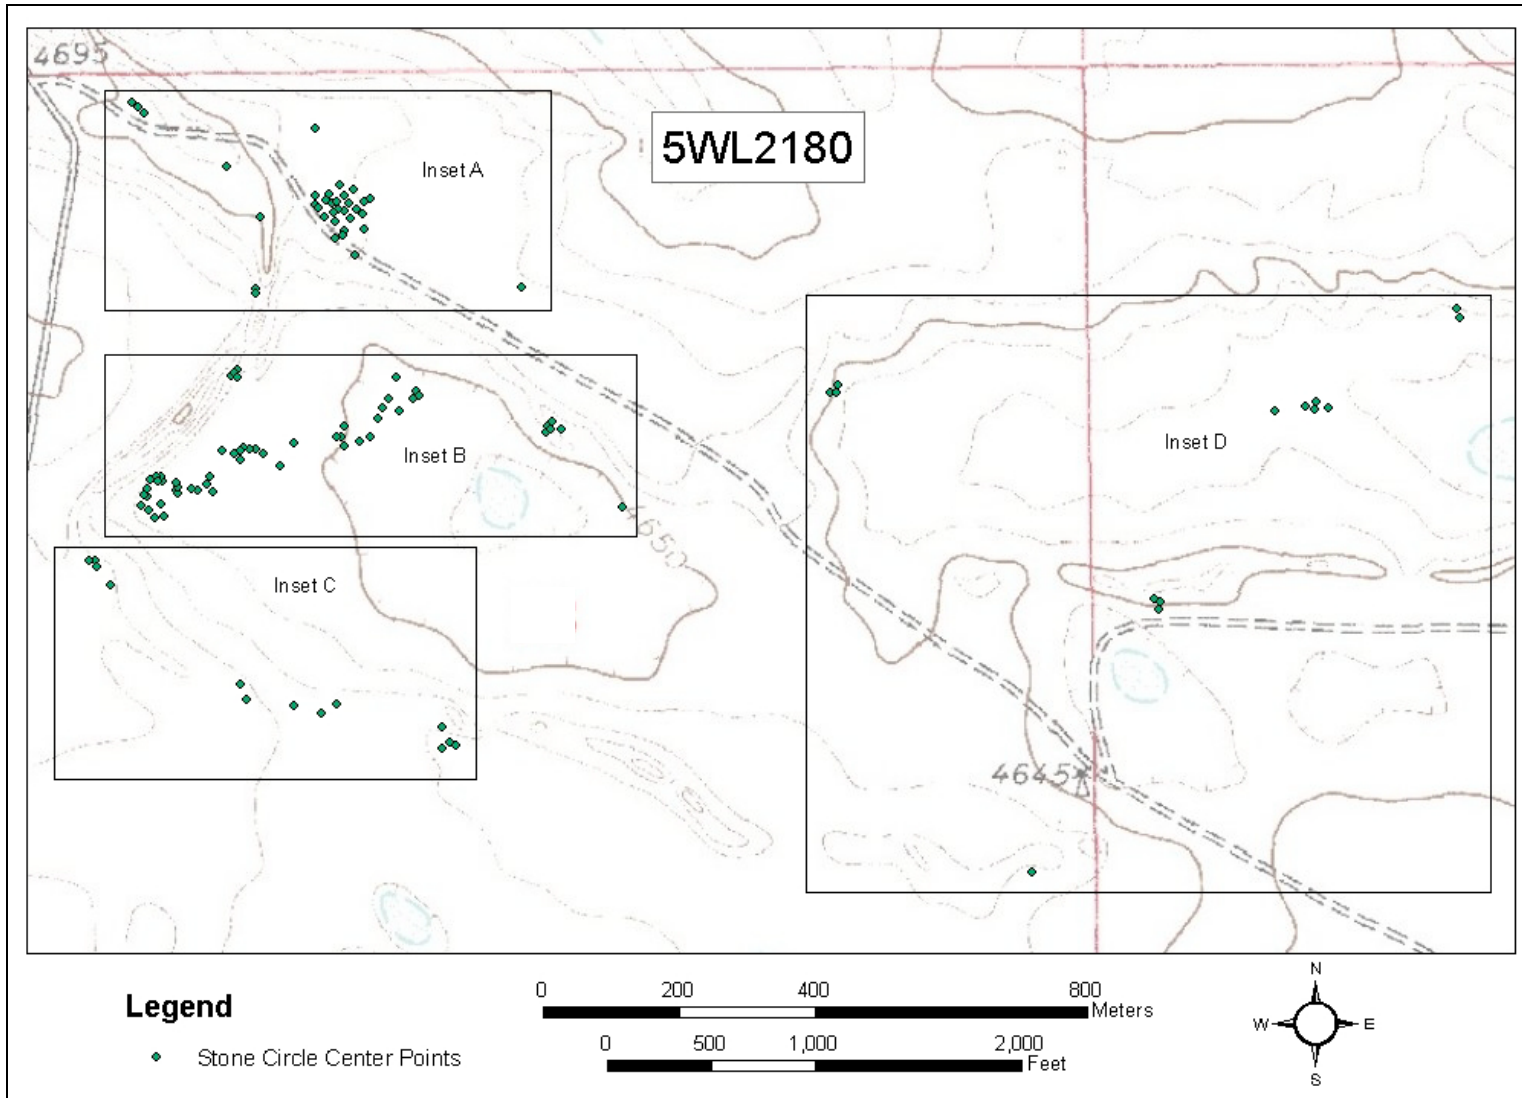 4695
5WL2180
Inset A
Inset D
Inset B
4650
Inset C
4645
Legend
Stone Circle Center Points
0 200 400 800
Meters
0 500 1,000 2,000
Feet
N
W E
S